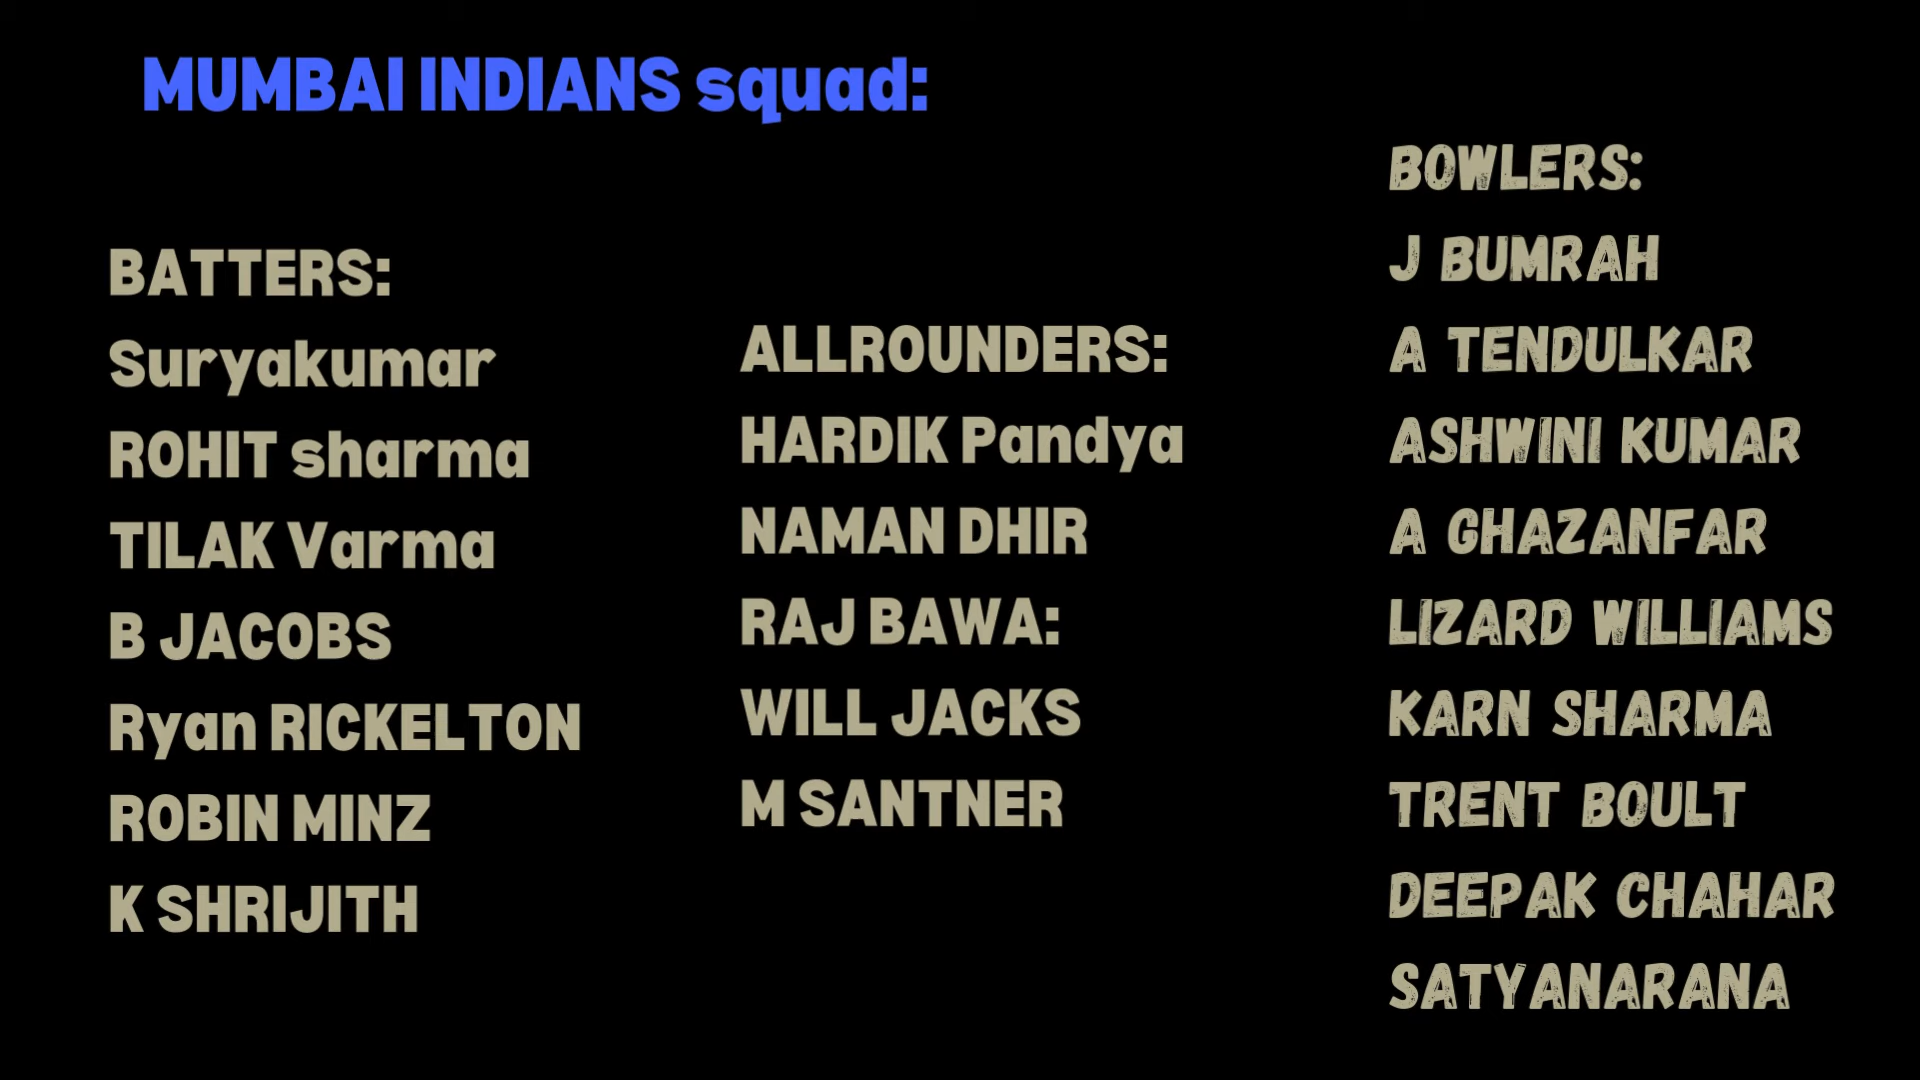 MUMBAI INDIANS squad:
BATTERS:
Suryakumar
ROHIT sharma
TILAK Varma
B JACOBS
Ryan RICKELTON
ROBIN MINZ
K SHRIJITH
ALLROUNDERS:
HARDIK Pandya
NAMAN DHIR
RAJ BAWA:
WILL JACKS
M SANTNER
BOWLERS:
J BUMRAH
A TENDULKAR
ASHWINI KUMAR
A GHAZANFAR
LIZARD WILLIAMS
KARN SHARMA
TRENT BOULT
DEEPAK CHAHAR
SATYANARANA